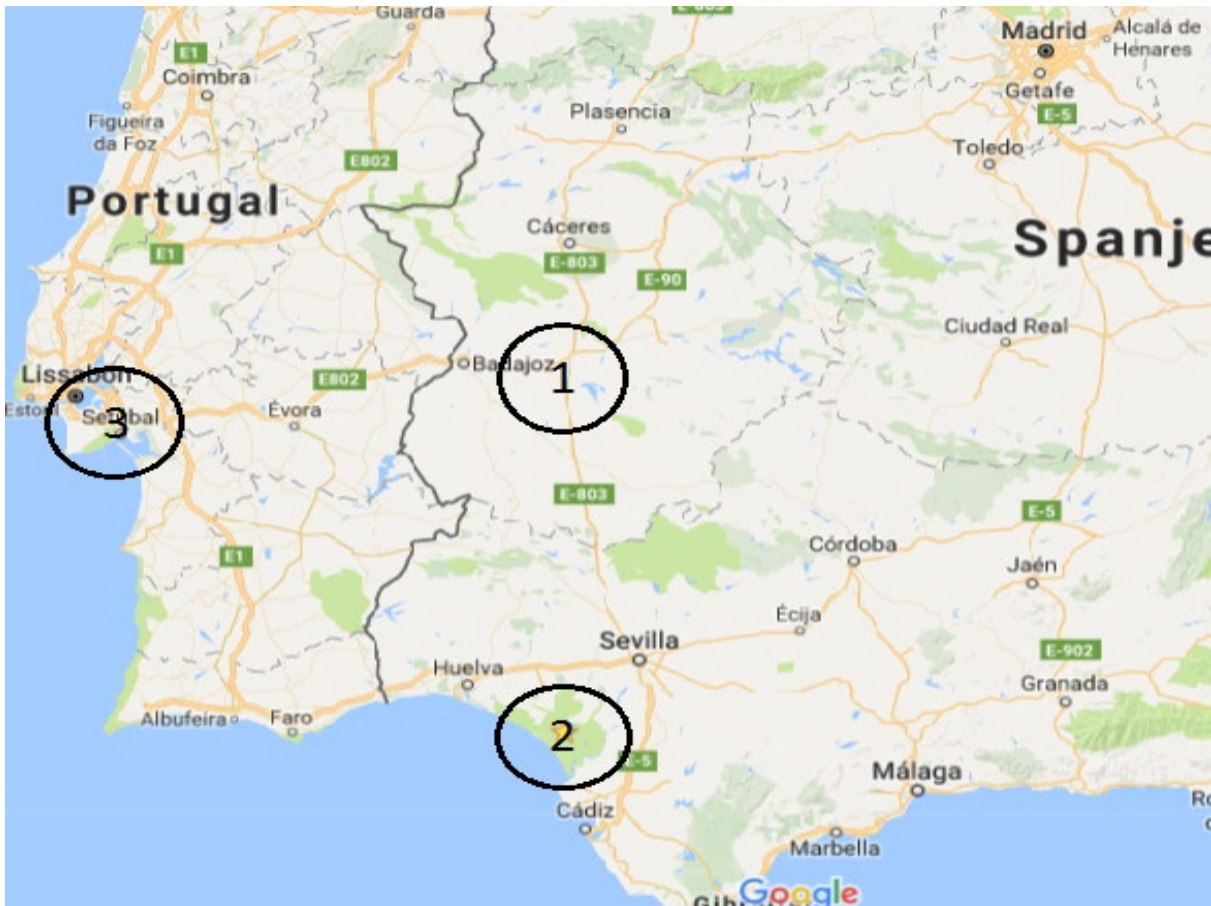 Guarda
E-803
Madrid
Alcalá de
Henares
E1
Coimbra
Getafe
Plasencia
E-5
Figueira
da Foz
Toledo
E802
Portugal
Cáceres
Spanje
E1
E-803
E-90
Ciudad Real
Badajoz
1
Lissabon
E802
Estoril
Setúbal
3
Évora
E-803
E-5
Córdoba
E1
Jaén
Écija
Sevilla
E-902
Huelva
Granada
Albufeira
Faro
2
E-5
Málaga
Cádiz
Marbella
Google